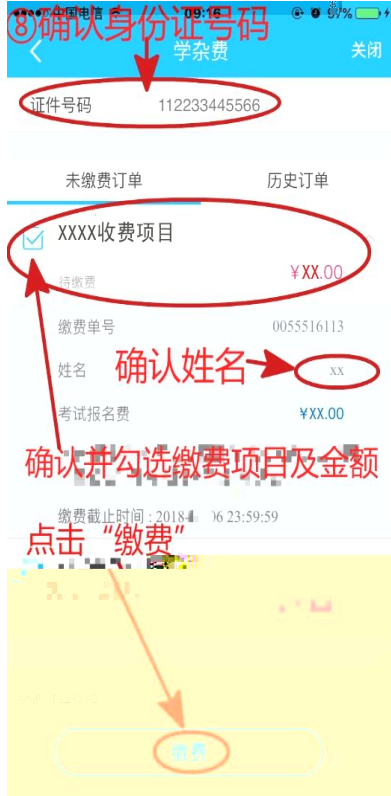 中国电信 09:16 97%
⑧确认身份证号码
学杂费 关闭
证件号码 112233445566
未缴费订单 历史订单
XXXX收费项目
待缴费 ¥XX.00
缴费单号 0055516113
姓名 确认姓名 xx
考试报名费 ¥XX.00
确认并勾选缴费项目及金额
缴费截止时间 : 2018- 06 23:59:59
点击“缴费”
缴费